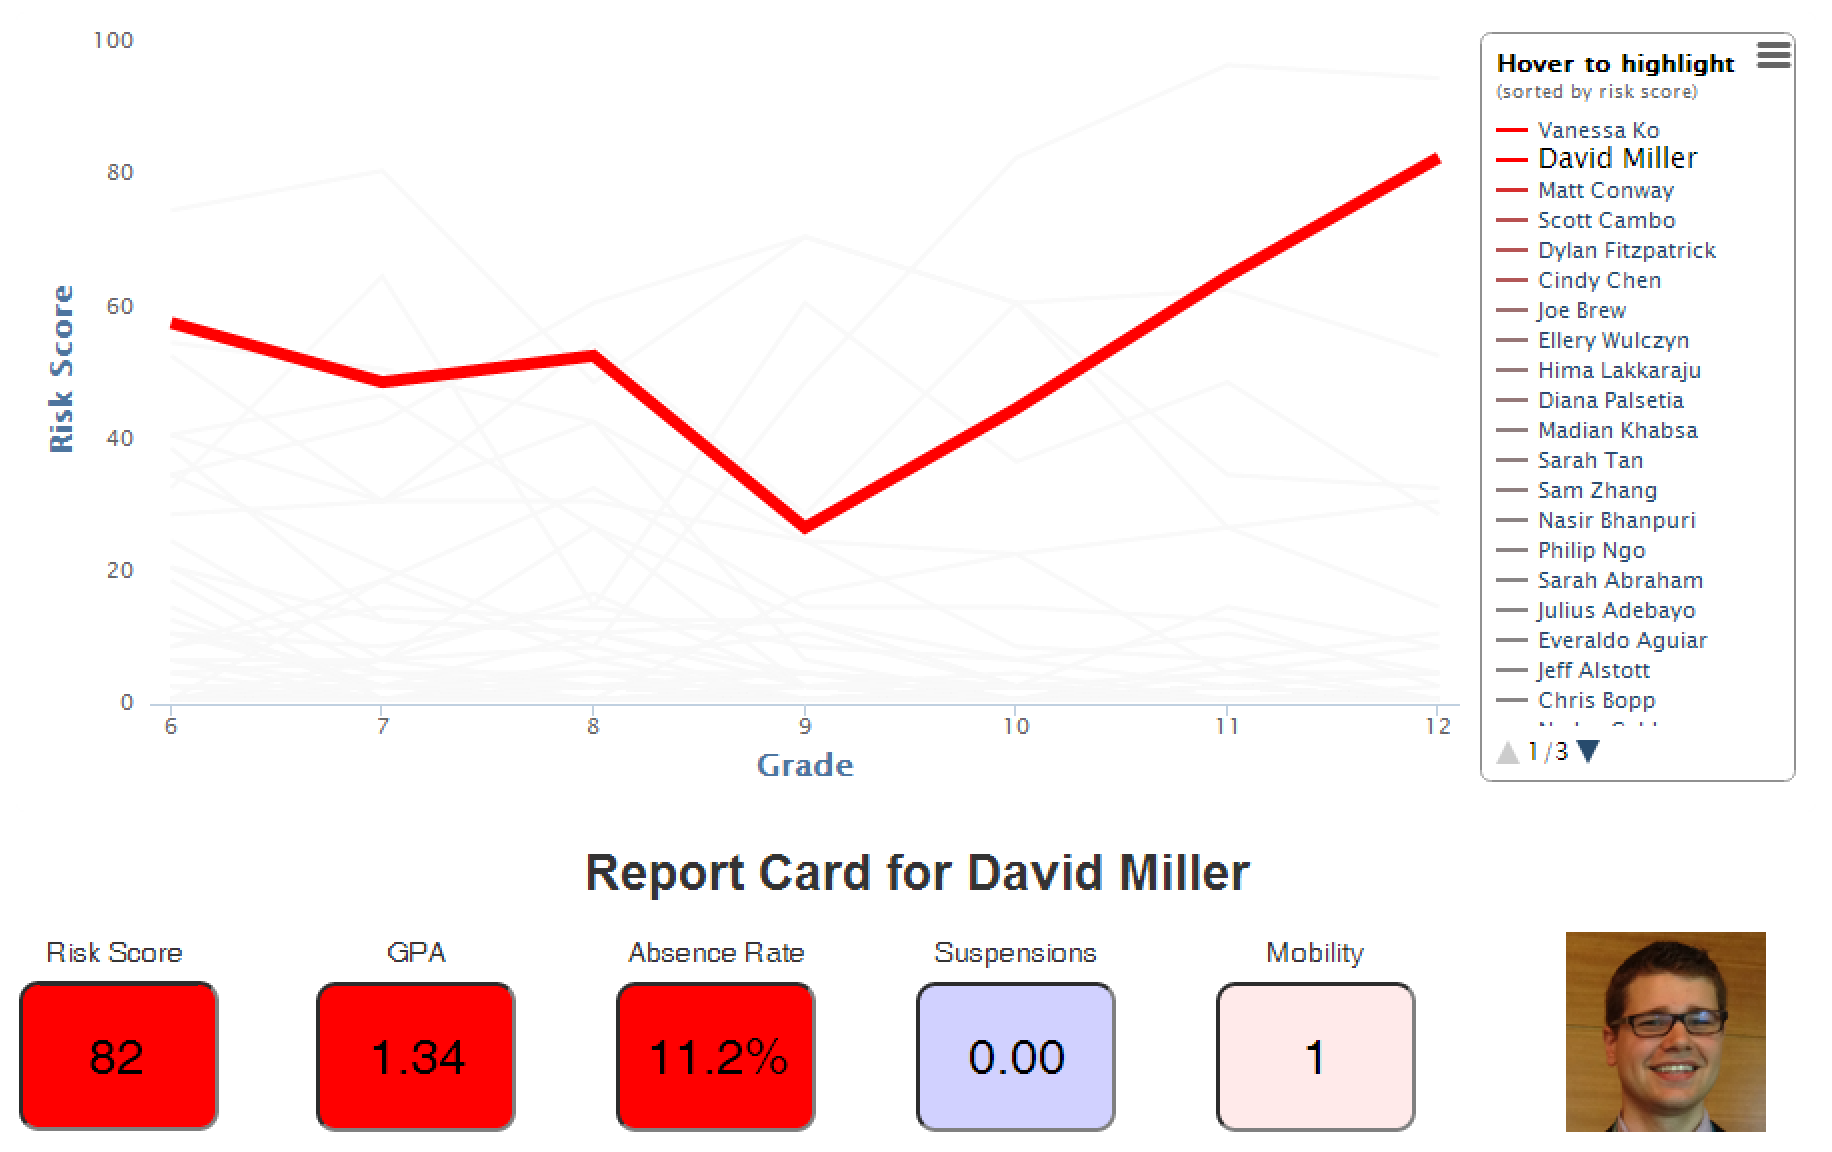 100
80
60
40
20
0
Risk Score
6 7 8 9 10 11 12
Grade
Hover to highlight
(sorted by risk score)
Vanessa Ko
David Miller
Matt Conway
Scott Cambo
Dylan Fitzpatrick
Cindy Chen
Joe Brew
Ellery Wulczyn
Hima Lakkaraju
Diana Palsetia
Madian Khabsa
Sarah Tan
Sam Zhang
Nasir Bhanpuri
Philip Ngo
Sarah Abraham
Julius Adebayo
Everaldo Aguiar
Jeff Alstott
Chris Bopp
1/3
Report Card for David Miller
Risk Score GPA Absence Rate Suspensions Mobility
82 1.34 11.2% 0.00 1